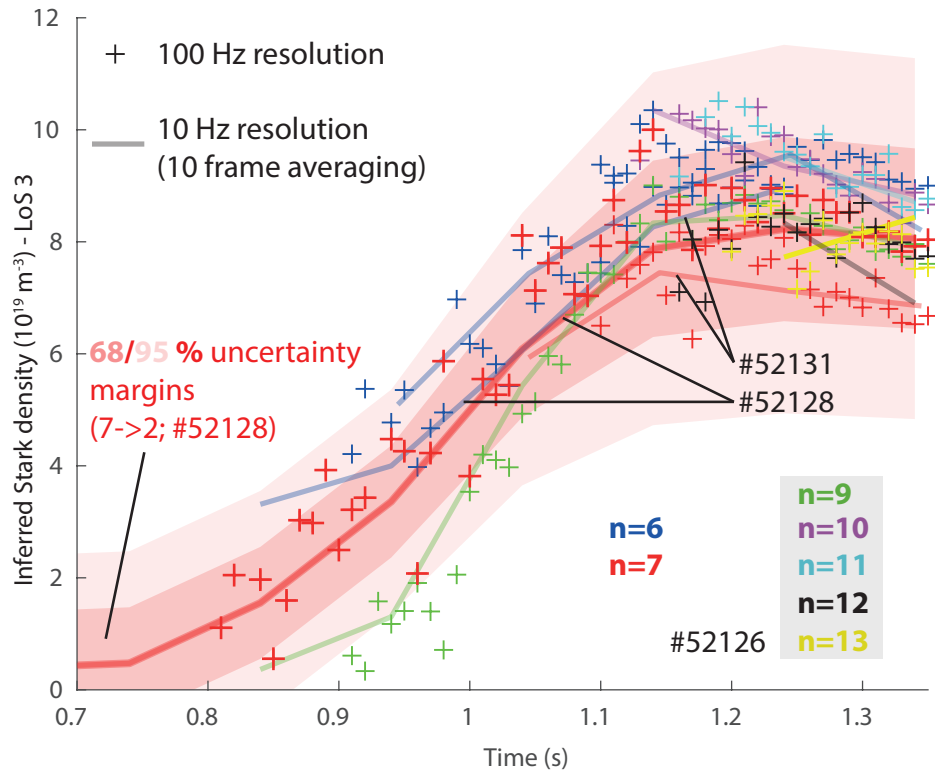 12
10
8
6
4
2
0
Inferred Stark density (10¹⁹ m⁻³) - LoS 3
100 Hz resolution
10 Hz resolution
(10 frame averaging)
68/95 % uncertainty
margins
(7->2; #52128)
#52131
#52128
n=6
n=7
n=9
n=10
n=11
n=12
n=13
#52126
0.7
0.8
0.9
1
1.1
1.2
1.3
Time (s)